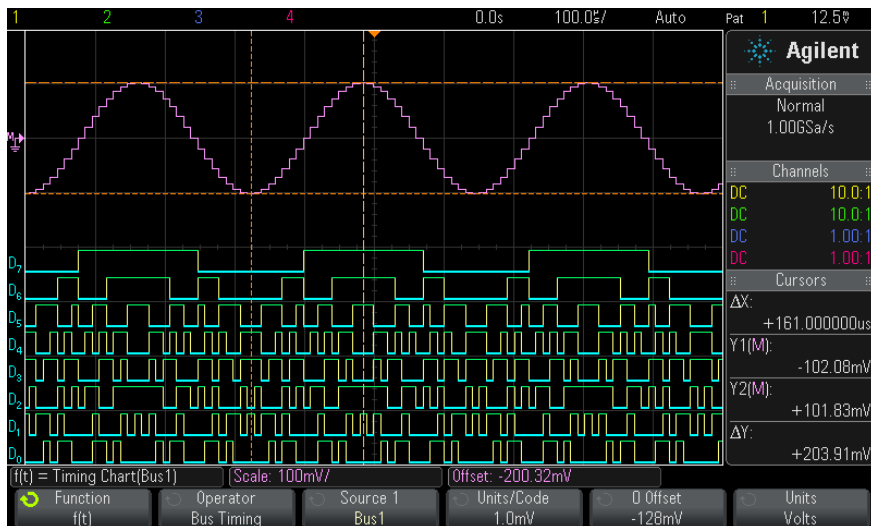 1 2 3 4 0.0s 100.0㎲/ Auto Pat 1 12.5mV
Agilent
Acquisition
Normal
1.00GSa/s
Channels
DC 10.0:1
DC 10.0:1
DC 1.00:1
DC 1.00:1
Cursors
ΔX:
+161.000000us
Y1(M):
-102.08mV
Y2(M):
+101.83mV
ΔY:
+203.91mV
M
D7
D6
D5
D4
D3
D2
D1
D0
f(t) = Timing Chart(Bus1) Scale: 100mV/ Offset: -200.32mV
Function
f(t)
Operator
Bus Timing
Source 1
Bus1
Units/Code
1.0mV
0 Offset
-128mV
Units
Volts